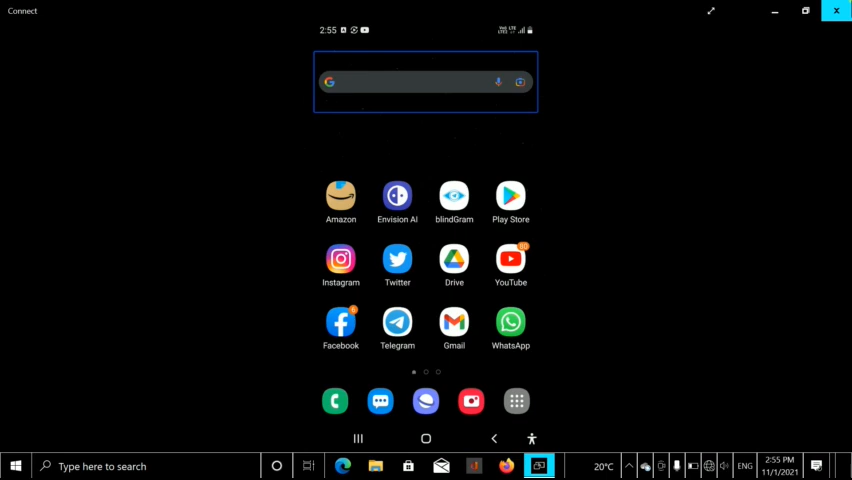 Connect
2:55
Amazon
Envision AI
blindGram
Play Store
Instagram
Twitter
Drive
YouTube
Facebook
Telegram
Gmail
WhatsApp
Type here to search
20°C
ENG
2:55 PM
11/1/2021